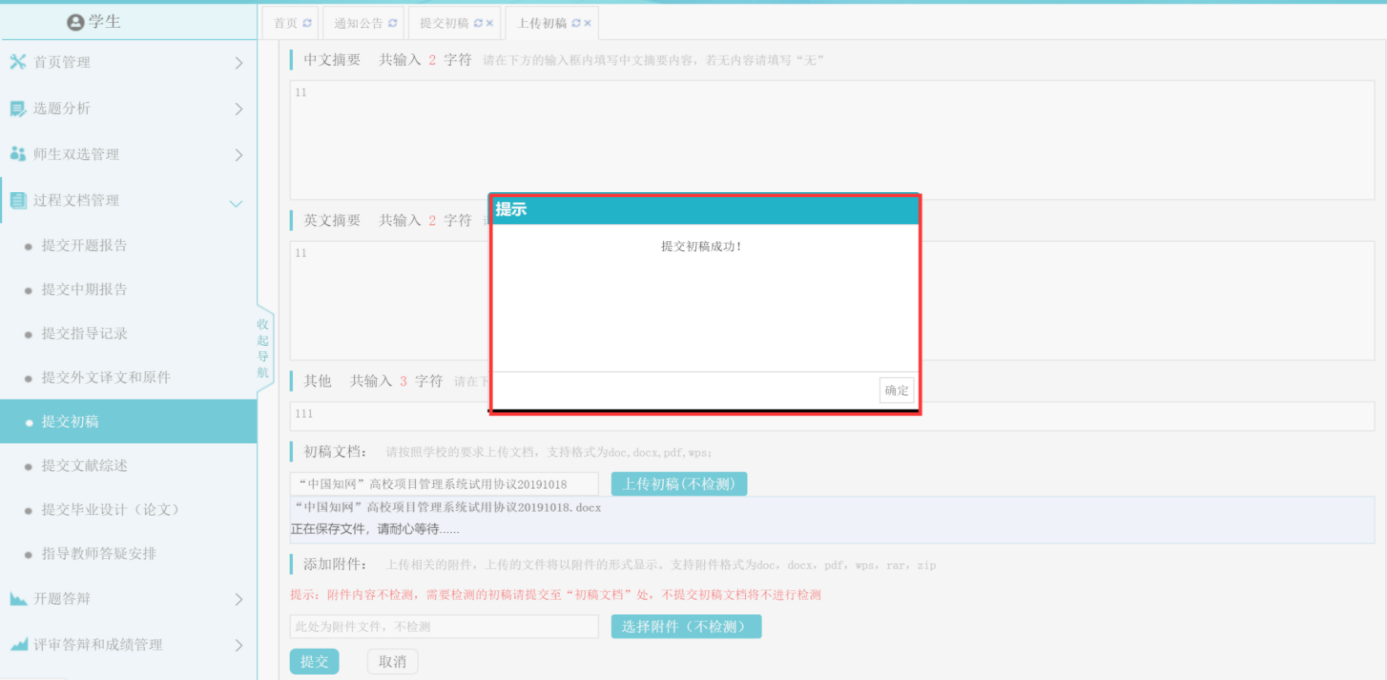 学生
首页
通知公告
提交初稿
上传初稿
首页管理
选题分析
师生双选管理
过程文档管理
提交开题报告
提交中期报告
提交指导记录
提交外文译文和原件
提交初稿
提交文献综述
提交毕业设计（论文）
指导教师答疑安排
开题答辩
评审答辩和成绩管理
收起导航
中文摘要 共输入 2 字符 请在下方的输入框内填写中文摘要内容，若无内容请填写“无”
11
英文摘要 共输入 2 字符
11
提示
提交初稿成功!
确定
其他 共输入 3 字符 请在下
111
初稿文档： 请按照学校的要求上传文档，支持格式为doc,docx,pdf,wps;
“中国知网”高校项目管理系统试用协议20191018
上传初稿(不检测)
“中国知网”高校项目管理系统试用协议20191018.docx
正在保存文件，请耐心等待......
添加附件： 上传相关的附件，上传的文件将以附件的形式显示。支持附件格式为doc，docx，pdf，wps，rar，zip
提示：附件内容不检测，需要检测的初稿请提交至“初稿文档”处，不提交初稿文档将不进行检测
此处为附件文件，不检测
选择附件（不检测）
提交
取消